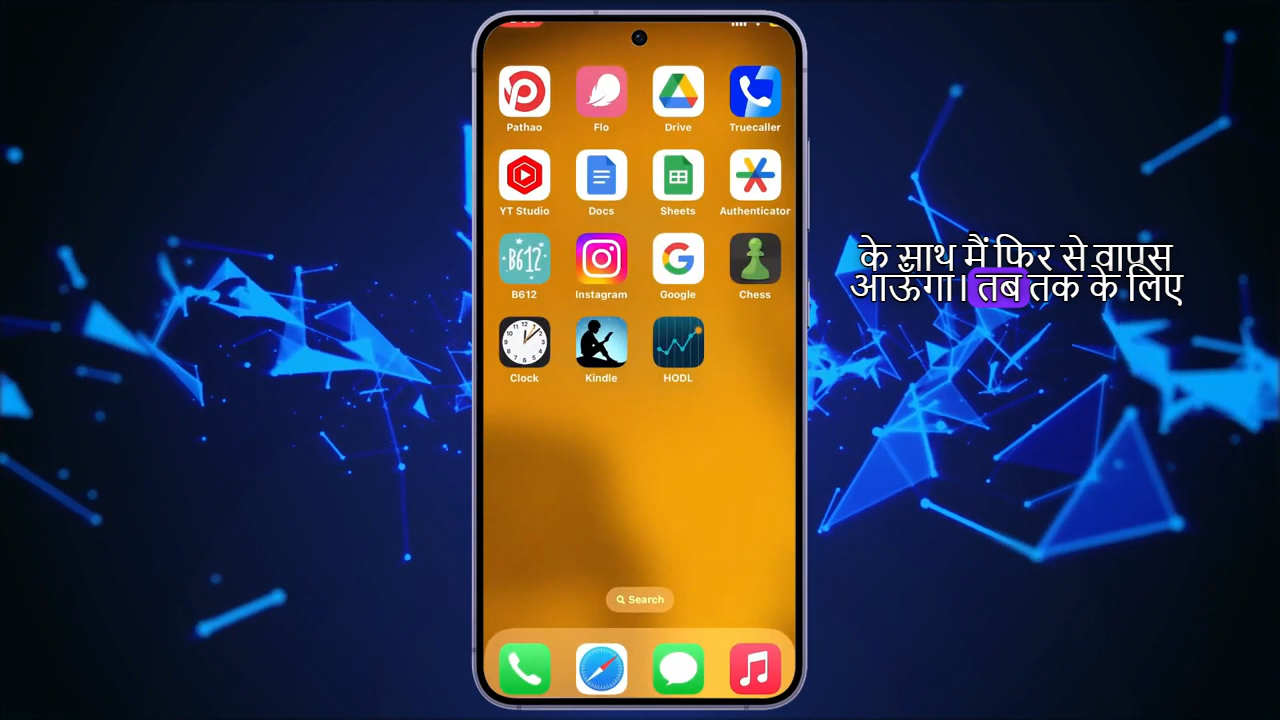 Pathao
Flo
Drive
Truecaller
YT Studio
Docs
Sheets
Authenticator
B612
B612
Instagram
Google
Chess
Clock
Kindle
HODL
Search
के साथ मैं फिर से वापस
आऊँगा। तब तक के लिए